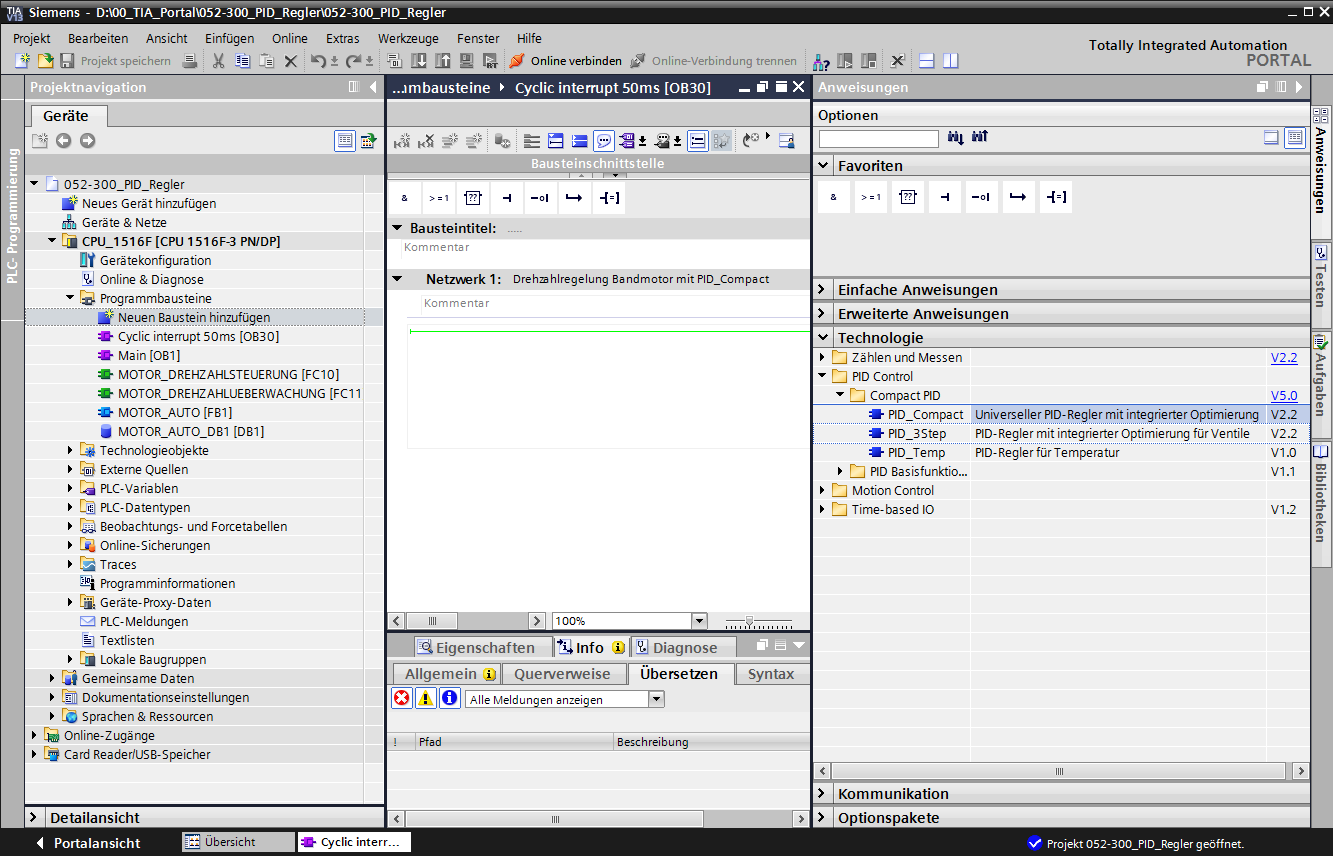 TIA V13 Siemens - D:\00_TIA_Portal\052-300_PID_Regler\052-300_PID_Regler
Projekt Bearbeiten Ansicht Einfügen Online Extras Werkzeuge Fenster Hilfe
Totally Integrated Automation
PORTAL
Projekt speichern Online verbinden Online-Verbindung trennen
Projektnavigation
Geräte
PLC- Programmierung
052-300_PID_Regler
Neues Gerät hinzufügen
Geräte & Netze
CPU_1516F [CPU 1516F-3 PN/DP]
Gerätekonfiguration
Online & Diagnose
Programmbausteine
Neuen Baustein hinzufügen
Cyclic interrupt 50ms [OB30]
Main [OB1]
MOTOR_DREHZAHLSTEUERUNG [FC10]
MOTOR_DREHZAHLUEBERWACHUNG [FC11
MOTOR_AUTO [FB1]
MOTOR_AUTO_DB1 [DB1]
Technologieobjekte
Externe Quellen
PLC-Variablen
PLC-Datentypen
Beobachtungs- und Forcetabellen
Online-Sicherungen
Traces
Programminformationen
Geräte-Proxy-Daten
PLC-Meldungen
Textlisten
Lokale Baugruppen
Gemeinsame Daten
Dokumentationseinstellungen
Sprachen & Ressourcen
Online-Zugänge
Card Reader/USB-Speicher
Detailansicht
...mbausteine Cyclic interrupt 50ms [OB30]
Bausteinschnittstelle
& >=1 ?? -| -o| -[=]
Bausteintitel: .....
Kommentar
Netzwerk 1: Drehzahlregelung Bandmotor mit PID_Compact
Kommentar
100%
Eigenschaften Info Diagnose
Allgemein Querverweise Übersetzen Syntax
Alle Meldungen anzeigen
! Pfad Beschreibung
Anweisungen
Optionen
Favoriten
& >=1 ?? -| -o| -[=]
Einfache Anweisungen
Erweiterte Anweisungen
Technologie
Zählen und Messen V2.2
PID Control
Compact PID V5.0
PID_Compact Universeller PID-Regler mit integrierter Optimierung V2.2
PID_3Step PID-Regler mit integrierter Optimierung für Ventile V2.2
PID_Temp PID-Regler für Temperatur V1.0
PID Basisfunktio... V1.1
Motion Control
Time-based IO V1.2
Kommunikation
Optionspakete
Anweisungen
Testen
Aufgaben
Bibliotheken
Portalansicht Übersicht Cyclic interr... Projekt 052-300_PID_Regler geöffnet.